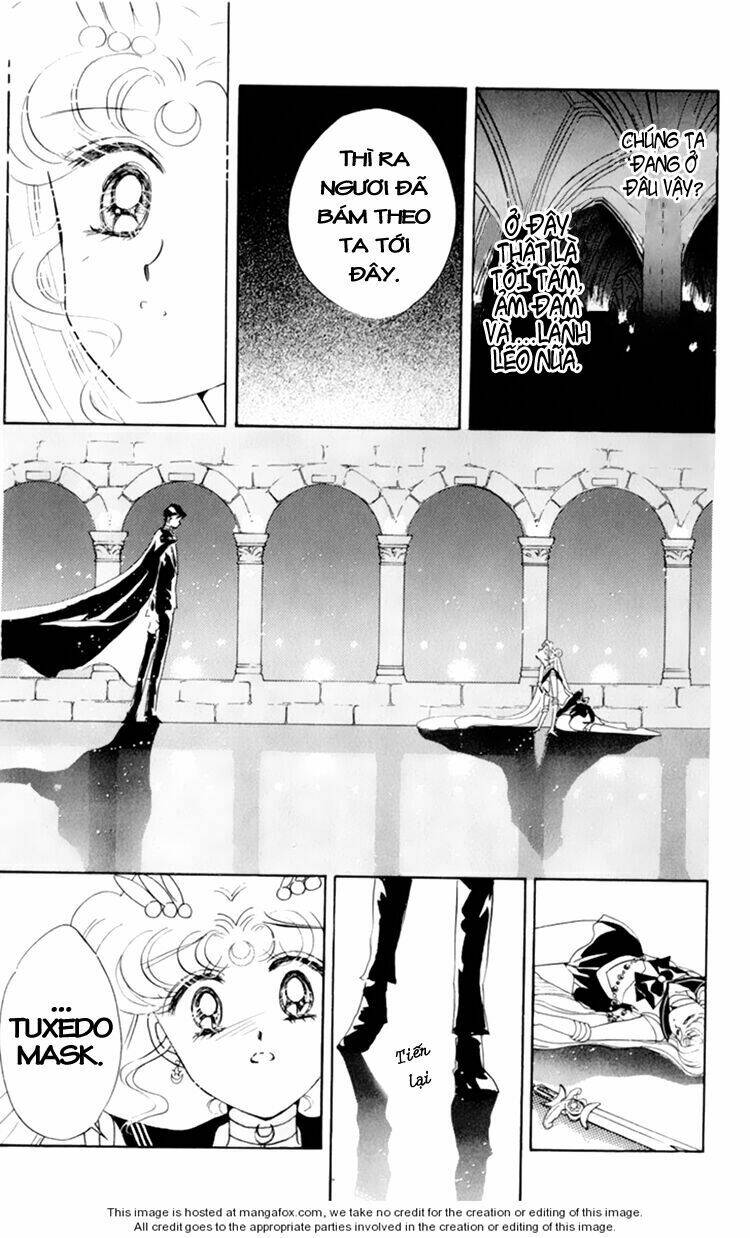 CHÚNG TA
ĐANG Ở
ĐÂU VẬY?
Ở ĐÂY
THẬT LÀ
TỐI TĂM,
ẢM ĐẠM
VÀ ...LẠNH
LẼO NỮA.
THÌ RA
NGƯƠI ĐÃ
BÁM THEO
TA TỚI
ĐÂY.
Tiến
lại
...
TUXEDO
MASK.
This image is hosted at mangafox.com, we take no credit for the creation or editing of this image.
All credit goes to the appropriate parties involved in the creation or editing of this image.